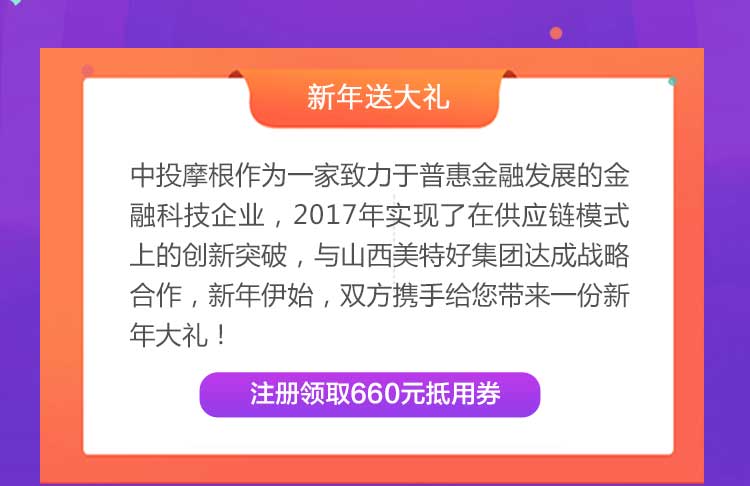 新年送大礼
中投摩根作为一家致力于普惠金融发展的金
融科技企业，2017年实现了在供应链模式
上的创新突破，与山西美特好集团达成战略
合作，新年伊始，双方携手给您带来一份新
年大礼！
注册领取660元抵用券